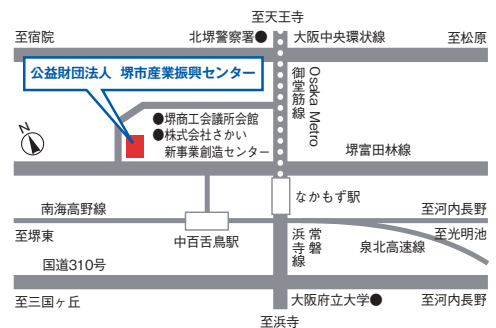 至天王寺
至宿院
北堺警察署●
大阪中央環状線
至松原
公益財団法人 堺市産業振興センター
御堂筋線
Osaka Metro
●堺商工会議所会館
●株式会社さかい
新事業創造センター
N
堺富田林線
なかもず駅
南海高野線
至河内長野
至堺東
中百舌鳥駅
常磐浜寺線
泉北高速線
至光明池
国道310号
至三国ヶ丘
大阪府立大学●
至河内長野
至浜寺